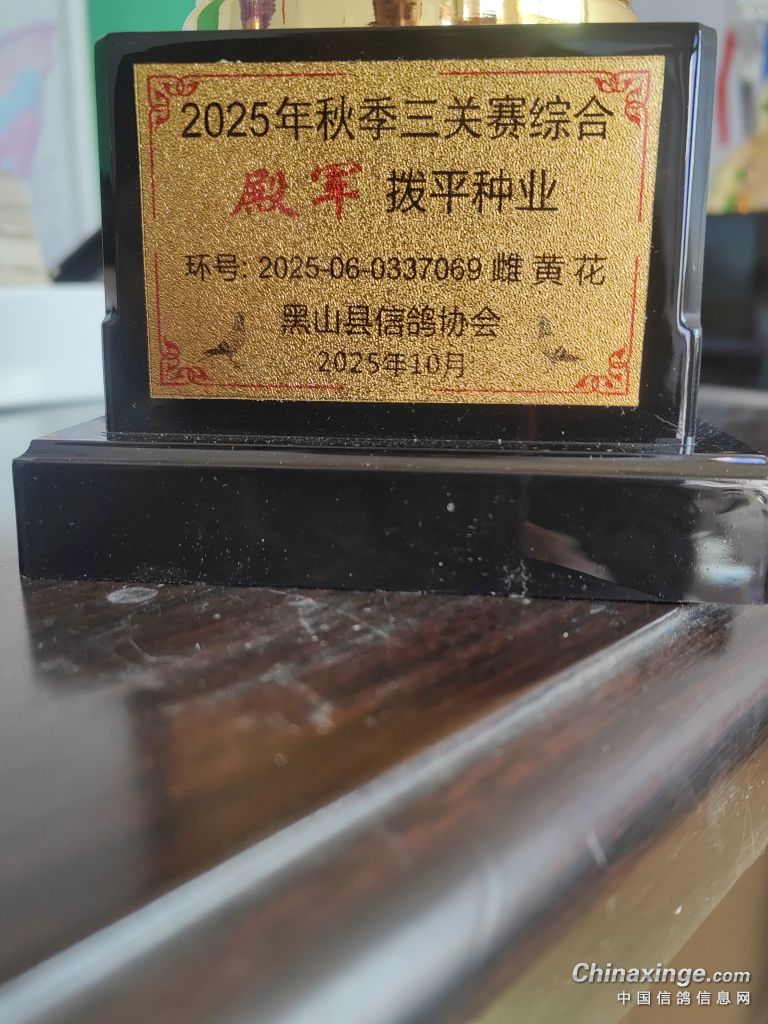 2025年秋季三关赛综合
殿军 拨平种业
环号: 2025-06-0337069 雌 黄 花
黑山县信鸽协会
2025年10月
Chinaxinge.com
中国信鸽信息网